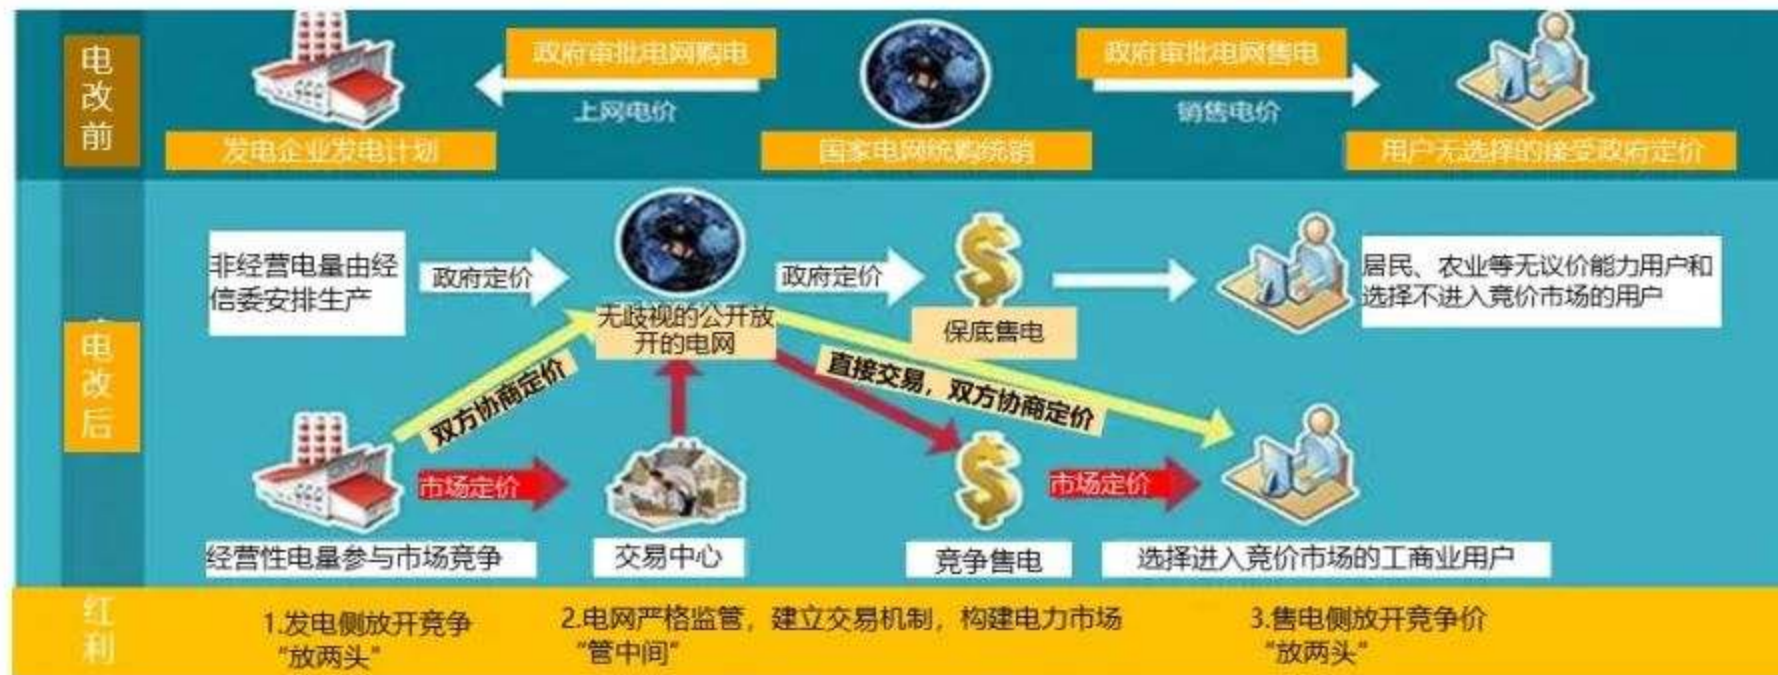 电改前
政府审批电网购电
上网电价
政府审批电网售电
销售电价
发电企业发电计划
国家电网统购统销
用户无选择的接受政府定价
电改后
非经营电量由经
信委安排生产
政府定价
无歧视的公开放
开的电网
政府定价
保底售电
居民、农业等无议价能力用户和
选择不进入竞价市场的用户
双方协商定价
直接交易，双方协商定价
市场定价
市场定价
经营性电量参与市场竞争
交易中心
竞争售电
选择进入竞价市场的工商业用户
红利
1.发电侧放开竞争
“放两头”
2.电网严格监管，建立交易机制，构建电力市场
“管中间”
3.售电侧放开竞争价
“放两头”